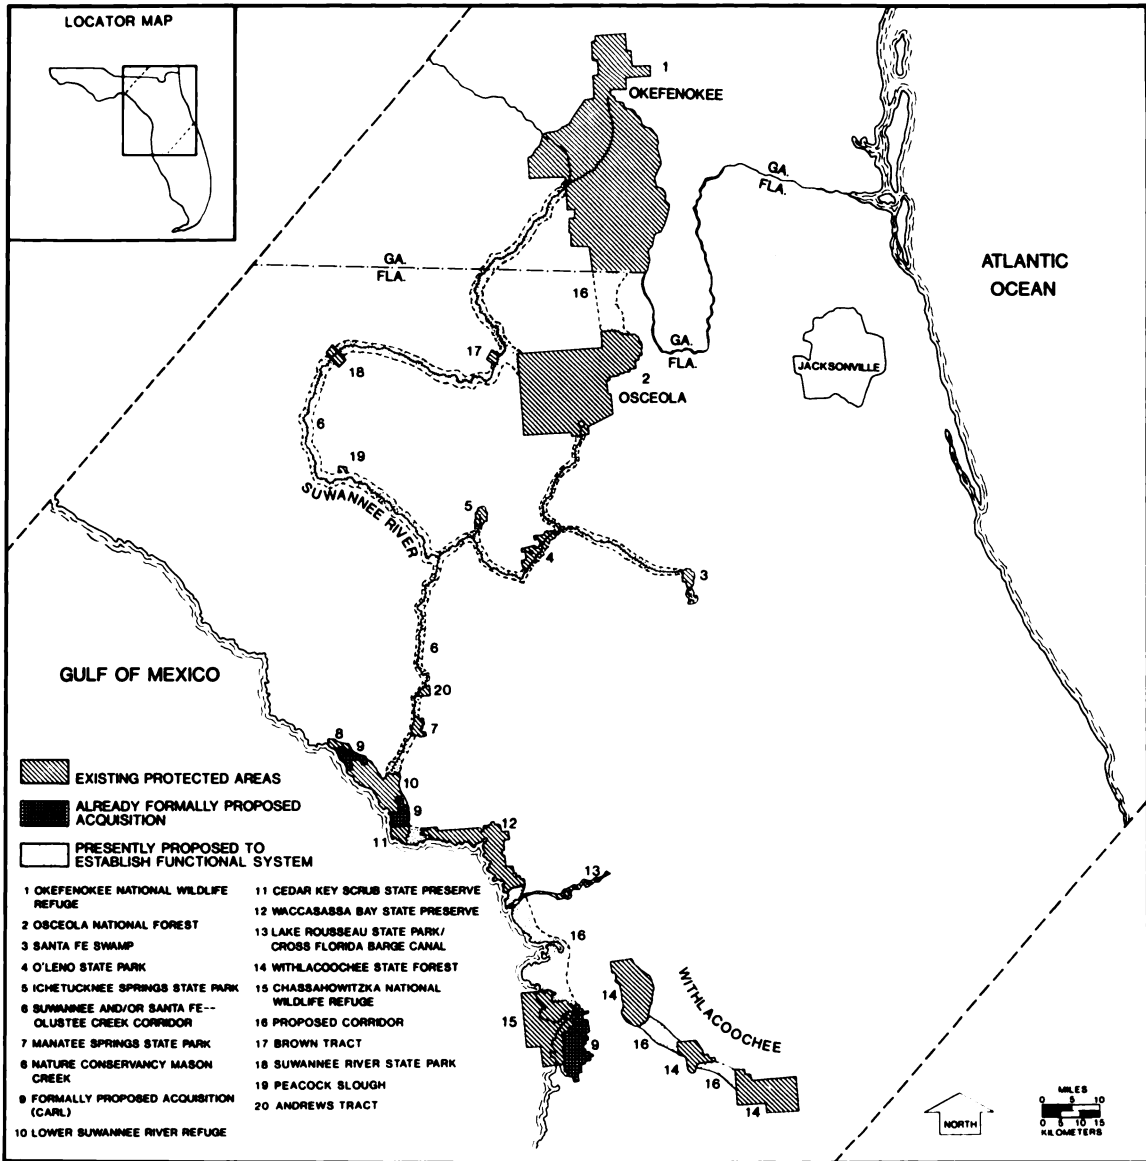 LOCATOR MAP
1
OKEFENOKEE
GA.
FLA.
ATLANTIC
OCEAN
GA.
FLA.
16
GA.
FLA.
JACKSONVILLE
17
18
2
OSCEOLA
6
19
SUWANNEE RIVER
5
4
3
GULF OF MEXICO
6
20
7
8
9
10
9
11
12
13
16
14
WITHLACOOCHEE
15
9
16
14
16
14
EXISTING PROTECTED AREAS
ALREADY FORMALLY PROPOSED
ACQUISITION
PRESENTLY PROPOSED TO
ESTABLISH FUNCTIONAL SYSTEM
1 OKEFENOKEE NATIONAL WILDLIFE
REFUGE
2 OSCEOLA NATIONAL FOREST
3 SANTA FE SWAMP
4 O'LENO STATE PARK
5 ICHETUCKNEE SPRINGS STATE PARK
6 SUWANNEE AND/OR SANTA FE--
OLUSTEE CREEK CORRIDOR
7 MANATEE SPRINGS STATE PARK
6 NATURE CONSERVANCY MASON
CREEK
9 FORMALLY PROPOSED ACQUISITION
(CARL)
10 LOWER SUWANNEE RIVER REFUGE
11 CEDAR KEY SCRUB STATE PRESERVE
12 WACCASASSA BAY STATE PRESERVE
13 LAKE ROUSSEAU STATE PARK/
CROSS FLORIDA BARGE CANAL
14 WITHLACOOCHEE STATE FOREST
15 CHASSAHOWITZKA NATIONAL
WILDLIFE REFUGE
16 PROPOSED CORRIDOR
17 BROWN TRACT
18 SUWANNEE RIVER STATE PARK
19 PEACOCK SLOUGH
20 ANDREWS TRACT
NORTH
MILES
0 5 10
0 5 10 15
KILOMETERS